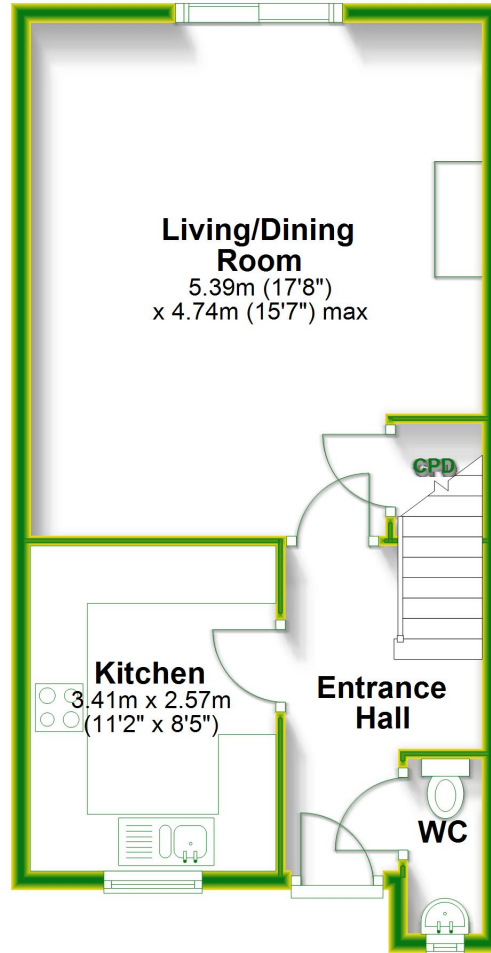 Living/Dining
Room
5.39m (17'8")
x 4.74m (15'7") max
CPD
Kitchen
3.41m x 2.57m
(11'2" x 8'5")
Entrance
Hall
WC